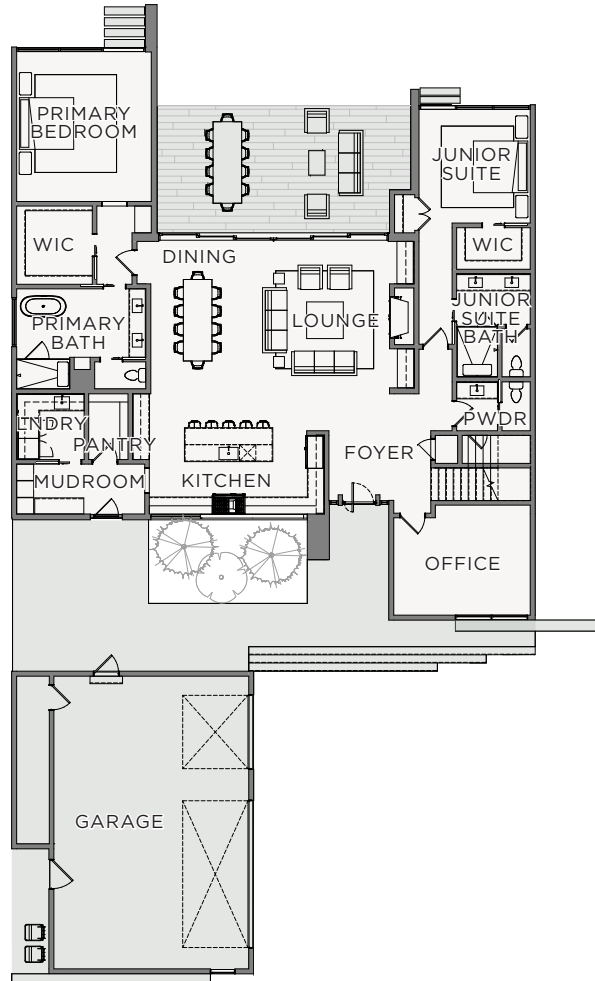 PRIMARY
BEDROOM
JUNIOR
SUITE
WIC
WIC
DINING
PRIMARY
BATH
LOUNGE
JUNIOR
SUITE
BATH
LNDRY
PANTRY
PWDR
MUDROOM
KITCHEN
FOYER
OFFICE
GARAGE